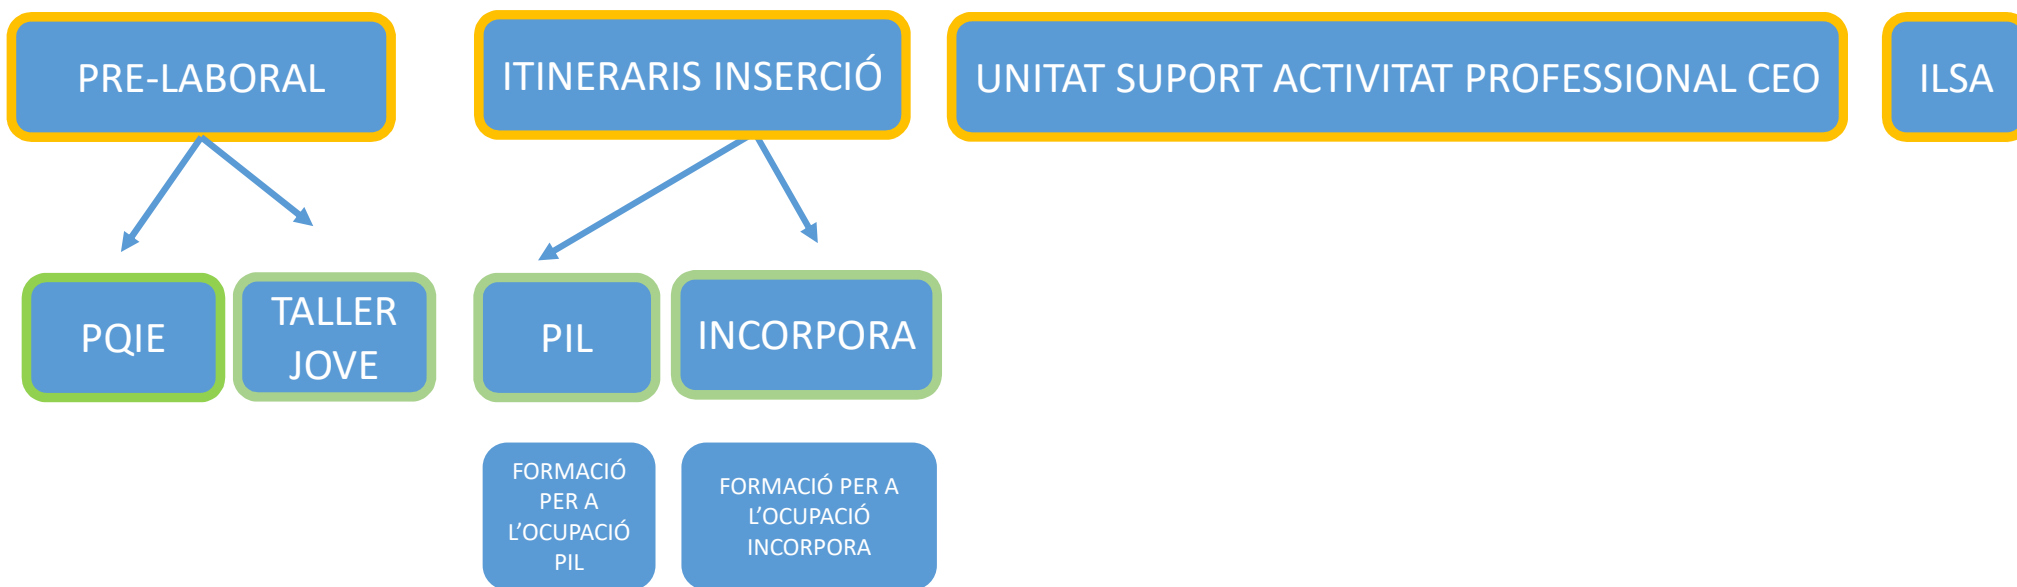 PRE-LABORAL
ITINERARIS INSERCIÓ
UNITAT SUPORT ACTIVITAT PROFESSIONAL CEO
ILSA
PQIE
TALLER
JOVE
PIL
INCORPORA
FORMACIÓ
PER A
L’OCUPACIÓ
PIL
FORMACIÓ PER A
L’OCUPACIÓ
INCORPORA